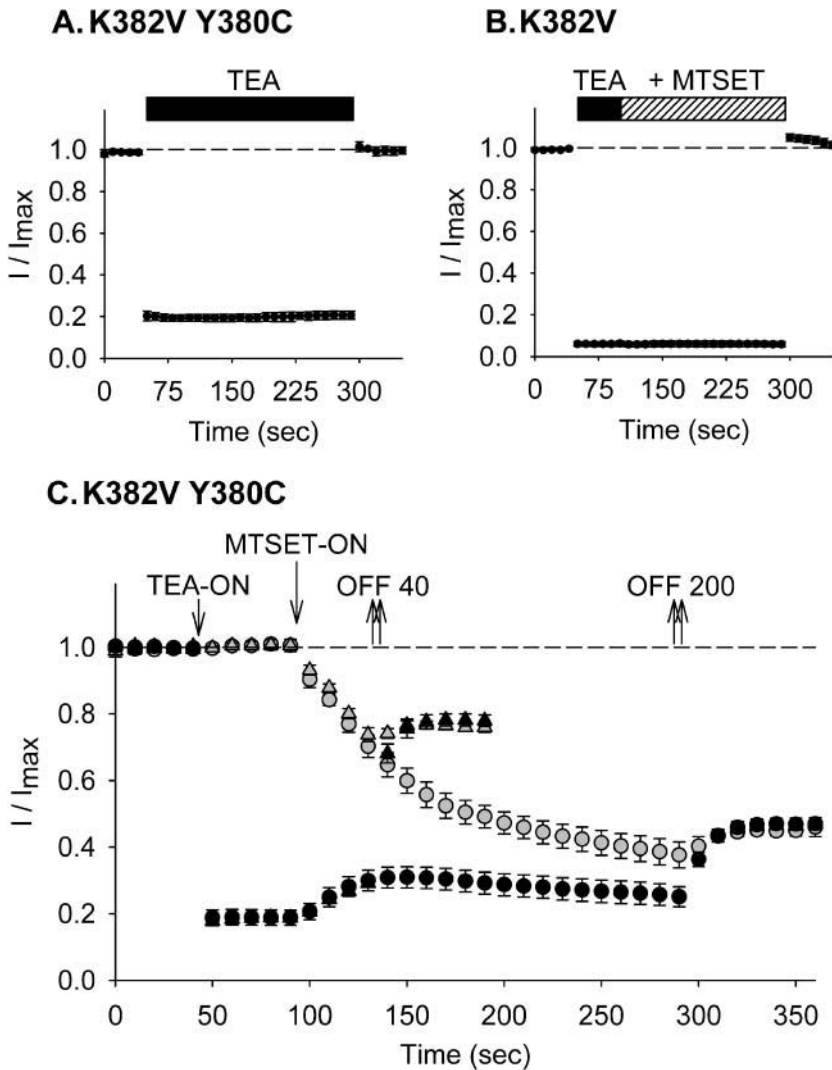 A. K382V Y380C
TEA
I / Imax
1.0
0.8
0.6
0.4
0.2
0.0
0 75 150 225 300
Time (sec)
B. K382V
TEA + MTSET
I / Imax
1.0
0.8
0.6
0.4
0.2
0.0
0 75 150 225 300
Time (sec)
C. K382V Y380C
MTSET-ON
TEA-ON OFF 40 OFF 200
I / Imax
1.0
0.8
0.6
0.4
0.2
0.0
0 50 100 150 200 250 300 350
Time (sec)